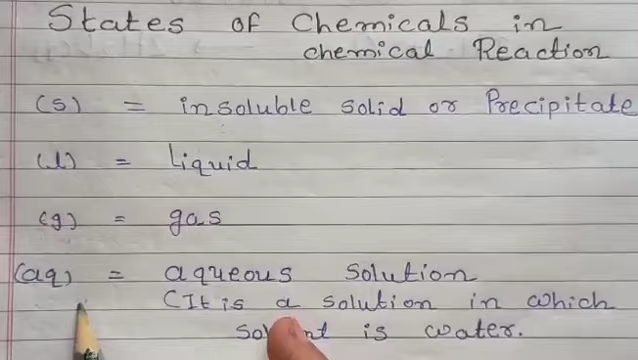 States of Chemicals in
chemical Reaction
(s) = insoluble solid or Precipitate
(l) = Liquid
(g) = gas
(aq) = aqueous solution
(It is a solution in which
is water.